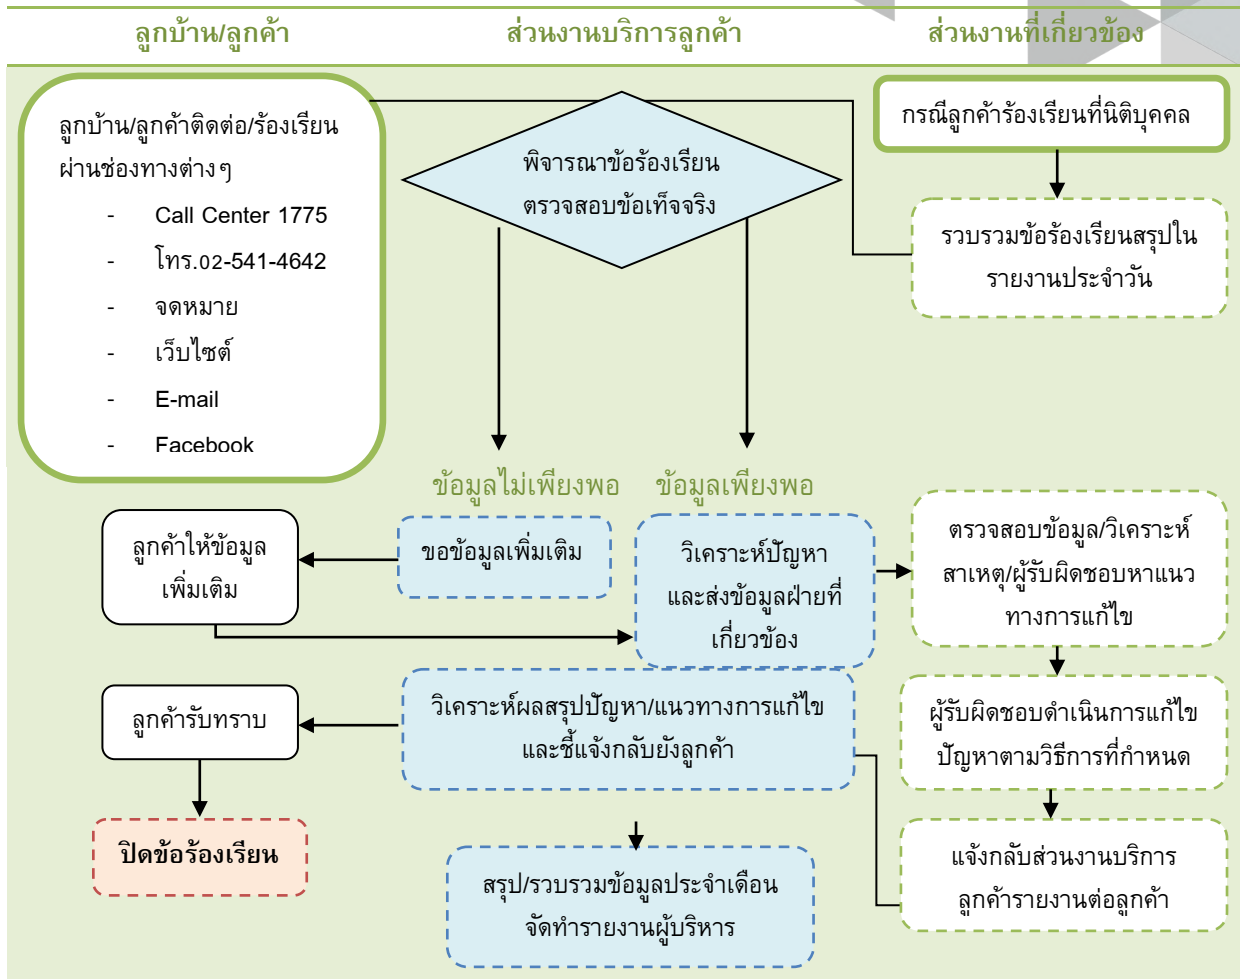 ลูกบ้าน/ลูกค้า
ส่วนงานบริการลูกค้า
ส่วนงานที่เกี่ยวข้อง
ลูกบ้าน/ลูกค้าติดต่อ/ร้องเรียน
ผ่านช่องทางต่างๆ
- Call Center 1775
- โทร.02-541-4642
- จดหมาย
- เว็บไซต์
- E-mail
- Facebook
พิจารณาข้อร้องเรียน
ตรวจสอบข้อเท็จจริง
กรณีลูกค้าร้องเรียนที่นิติบุคคล
รวบรวมข้อร้องเรียนสรุปใน
รายงานประจำวัน
ข้อมูลไม่เพียงพอ
ข้อมูลเพียงพอ
ลูกค้าให้ข้อมูล
เพิ่มเติม
ขอข้อมูลเพิ่มเติม
วิเคราะห์ปัญหา
และส่งข้อมูลฝ่ายที่
เกี่ยวข้อง
ตรวจสอบข้อมูล/วิเคราะห์
สาเหตุ/ผู้รับผิดชอบหาแนว
ทางการแก้ไข
ลูกค้ารับทราบ
วิเคราะห์ผลสรุปปัญหา/แนวทางการแก้ไข
และชี้แจงกลับยังลูกค้า
ผู้รับผิดชอบดำเนินการแก้ไข
ปัญหาตามวิธีการที่กำหนด
ปิดข้อร้องเรียน
สรุป/รวบรวมข้อมูลประจำเดือน
จัดทำรายงานผู้บริหาร
แจ้งกลับส่วนงานบริการ
ลูกค้ารายงานต่อลูกค้า